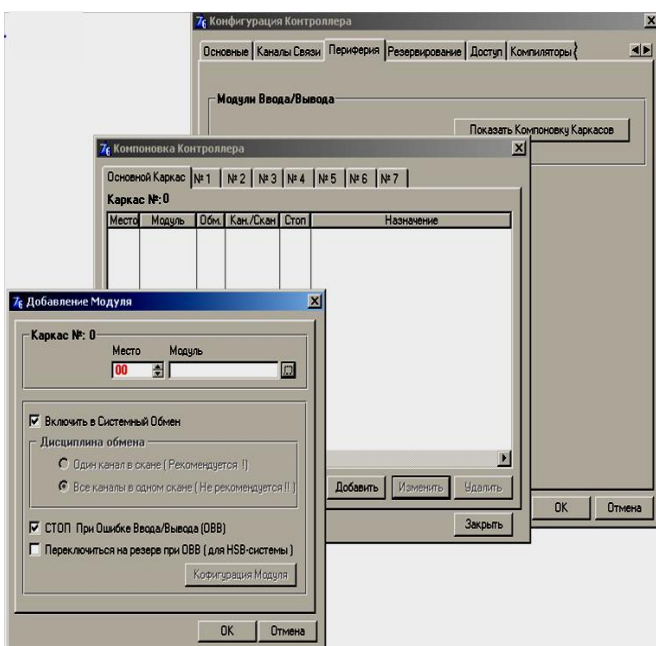 Конфигурация Контроллера
Основные Каналы Связи Периферия Резервирование Доступ Компиляторы
Модули Ввода/Вывода
Показать Компоновку Каркасов
Компоновка Контроллера
Основной Каркас № 1 № 2 № 3 № 4 № 5 № 6 № 7
Каркас №: 0
Место Модуль Обм. Кан./Скан Стоп Назначение
Добавить Изменить Удалить
Закрыть
OK Отмена
Добавление Модуля
Каркас №: 0
Место Модуль
00
Включить в Системный Обмен
Дисциплина обмена
Один канал в скане ( Рекомендуется !)
Все каналы в одном скане ( Не рекомендуется !! )
СТОП При Ошибке Ввода/Вывода (ОВВ)
Переключиться на резерв при ОВВ ( для HSB-системы )
Кофигурация Модуля
OK Отмена